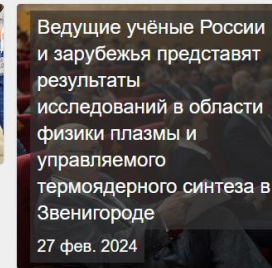 Ведущие учёные России
и зарубежья представят
результаты
исследований в области
физики плазмы и
управляемого
термоядерного синтеза в
Звенигороде
27 фев. 2024